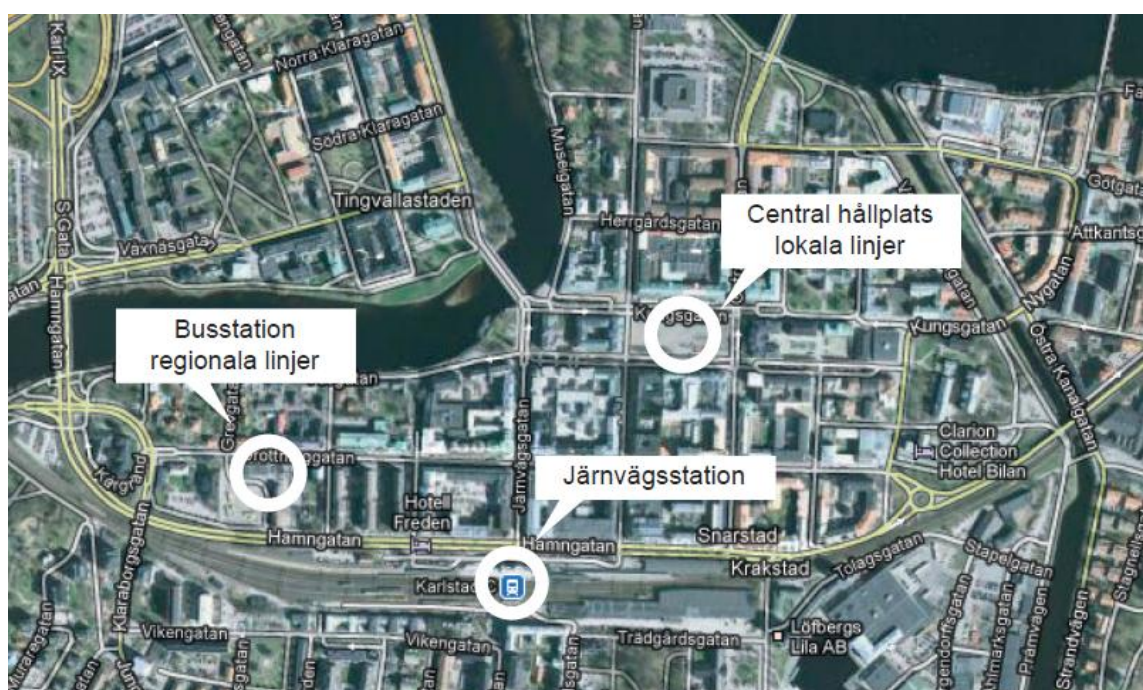 Karl IX
Norra Klaragatan
Södra Klaragatan
Tingvallastaden
Museigatan
Götga
S Gata
Herrgårdsgatan
Central hållplats
lokala linjer
Attkantsg
Växnäsgatan
Nygatan
Hamngatan
Busstation
regionala linjer
Kungsgatan
Kungsgatan
Östra Kanalgatan
Grevgat
Järnvägsgatan
Clarion
Collection
Hotel Bilan
Järnvägsstation
Hotell
Freden
Hamngatan
Hamngatan
Snarstad
Krakstad
Tolagsgatan
Stapelgatan
Klaraborgsgatan
Karlstad C
Vikengatan
Vikengatan
Trädgårdsgatan
Löfbergs
Lila AB
Pråmvägen
Strandvägen